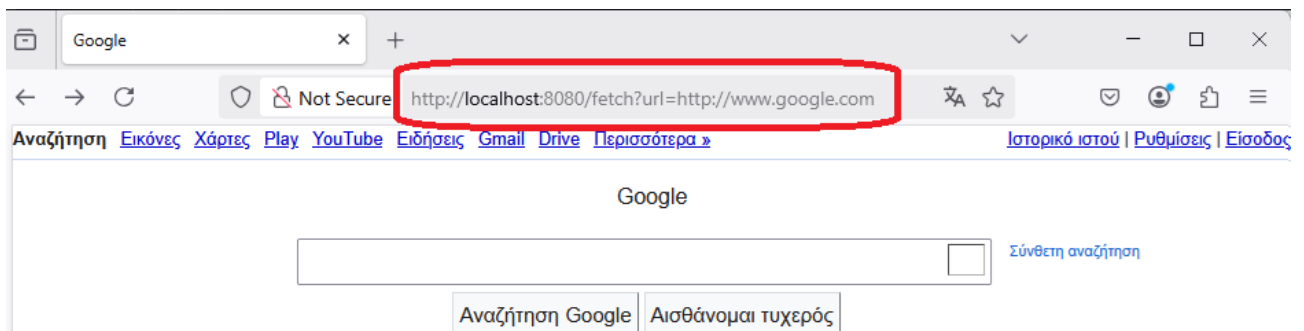 Google
Not Secure http://localhost:8080/fetch?url=http://www.google.com
Αναζήτηση Εικόνες Χάρτες Play YouTube Ειδήσεις Gmail Drive Περισσότερα » Ιστορικό ιστού | Ρυθμίσεις | Είσοδος
Google
Σύνθετη αναζήτηση
Αναζήτηση Google Αισθάνομαι τυχερός